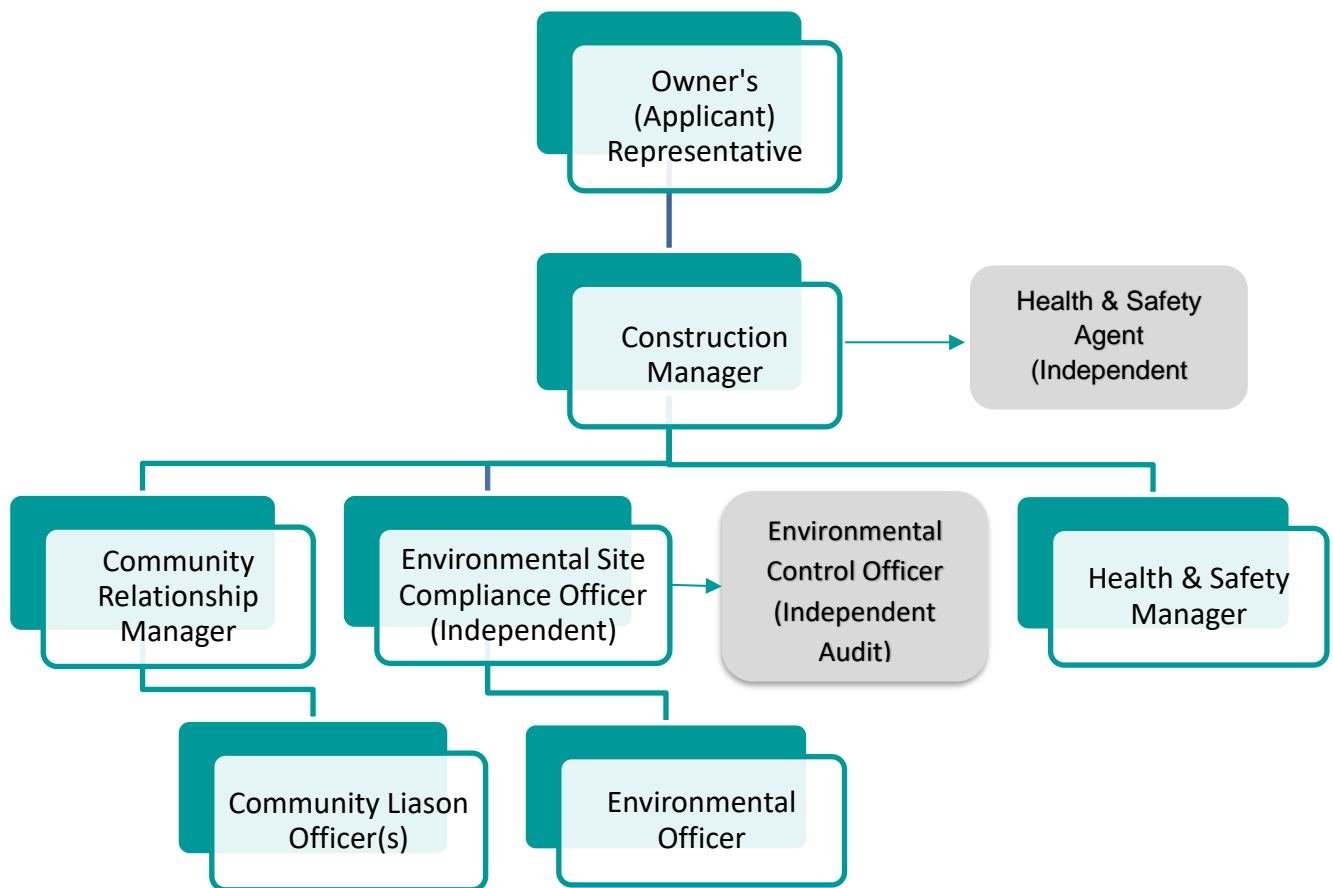 Owner's
(Applicant)
Representative
Construction
Manager
Health & Safety
Agent
(Independent
Community
Relationship
Manager
Environmental Site
Compliance Officer
(Independent)
Environmental
Control Officer
(Independent
Audit)
Health & Safety
Manager
Community Liason
Officer(s)
Environmental
Officer